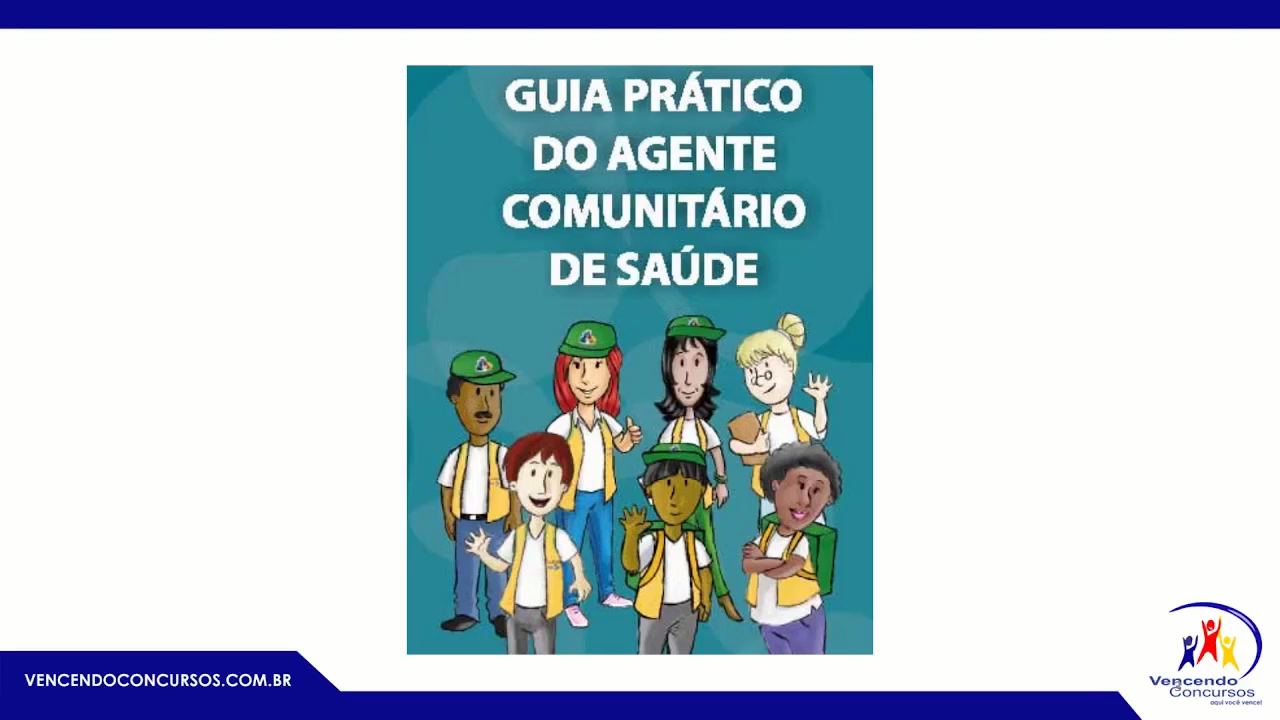 GUIA PRÁTICO
DO AGENTE
COMUNITÁRIO
DE SAÚDE
VENCENDOCONCURSOS.COM.BR
Vencendo
Concursos
aqui você vence!